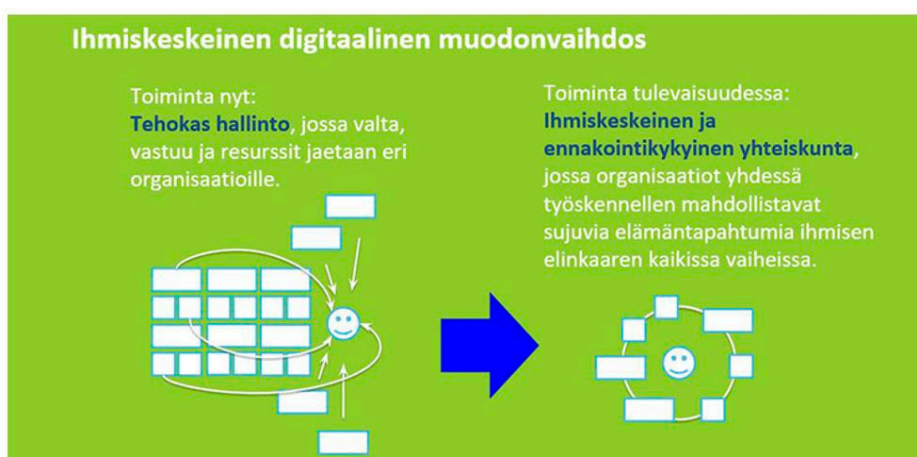 Ihmiskeskeinen digitaalinen muodonvaihdos
Toiminta nyt:
Tehokas hallinto, jossa valta,
vastuu ja resurssit jaetaan eri
organisaatioille.
Toiminta tulevaisuudessa:
Ihmiskeskeinen ja
ennakointikykyinen yhteiskunta,
jossa organisaatiot yhdessä
työskennellen mahdollistavat
sujuvia elämäntapahtumia ihmisen
elinkaaren kaikissa vaiheissa.